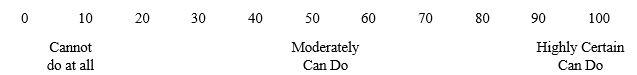 0 10 20 30 40 50 60 70 80 90 100
Cannot Moderately Highly Certain
do at all Can Do Can Do